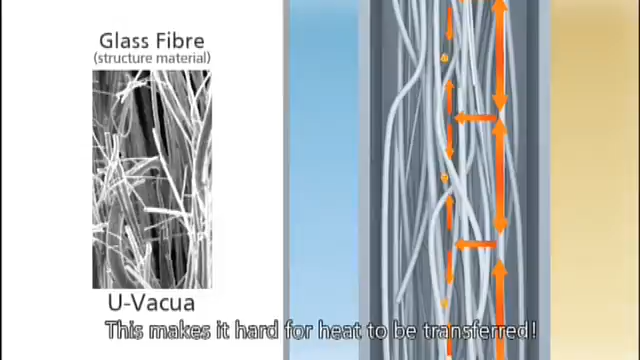 Glass Fibre
(structure material)
U-Vacua
This makes it hard for heat to be transferred!